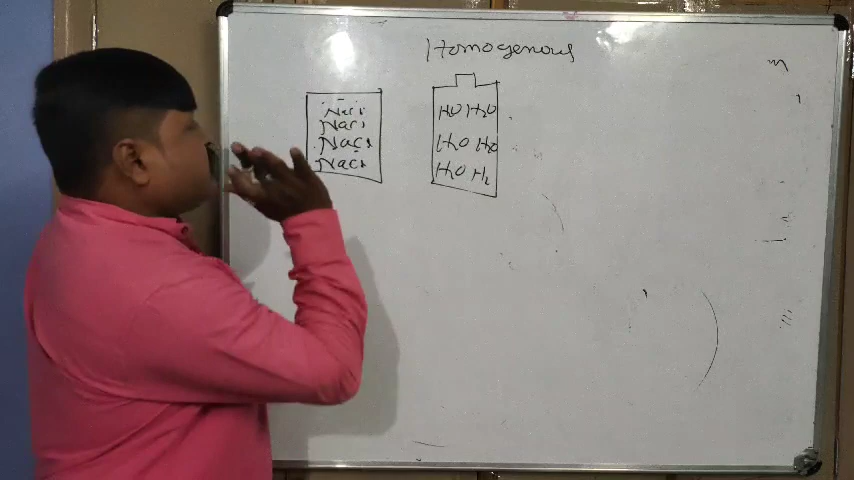 Homogenous
NaCl
NaCl
NaCl
NaCl
H2O H2O
H2O H2O
H2O H2